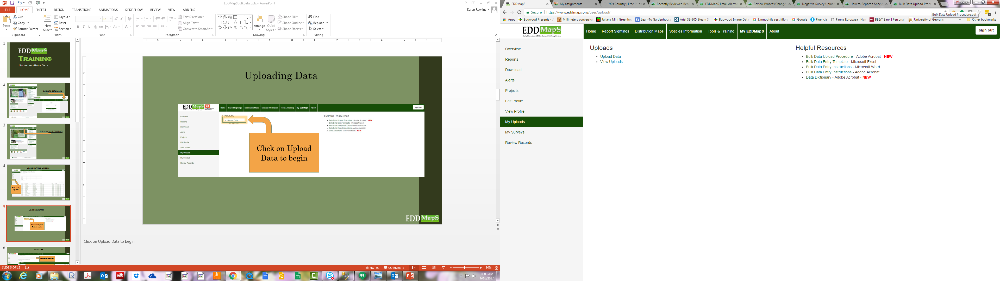 EDDMapSbulkData.pptx - PowerPoint
FILE HOME INSERT DESIGN TRANSITIONS ANIMATIONS SLIDE SHOW REVIEW VIEW ADD-INS
Karan Rawlins
Paste
Cut
Copy
Format Painter
Clipboard
New Slide
Layout
Reset
Section
Slides
18
Font
Text Direction
Align Text
Convert to SmartArt
Paragraph
Arrange
Quick Styles
Shape Fill
Shape Outline
Shape Effects
Drawing
Find
Replace
Select
Editing
1
EDDMapS
Training
Uploading Bulk Data
2
Login to EDDMapS
3
Click on My EDDMapS
4
Check on Your Uploads
Click on My
Uploads
5
Uploading Data
Click on Upload
Data to begin
6
Add Files
Uploading Data
EDDMapS
Home Report Sightings Distribution Maps Species Information Tools & Training My EDDMapS About
sign out
Overview
Reports
Download
Alerts
Projects
Edit Profile
View Profile
My Uploads
My Surveys
Review Records
Uploads
Upload Data
Helpful Resources
Bulk Data Upload Procedure - Adobe Acrobat - NEW
Bulk Data Entry Template - Microsoft Excel
Bulk Data Entry Instructions - Microsoft Word
Bulk Data Entry Instructions - Adobe Acrobat
Data Dictionary - Adobe Acrobat - NEW
Click on Upload
Data to begin
EDDMapS
Click on Upload Data to begin
SLIDE 5 OF 15
NOTES
COMMENTS
90%
11:03 AM
6/16/2017
EDDMapS
My assignments
'90s Country | Free I
Recently Reviewed Rec
EDDMapS Email Alerts
Review Process Change
Negative Survey Uploa
How to Report a Specie
Bulk Data Upload Proce
Karan
Secure
https://www.eddmaps.org/user/upload/
Bulk Data Upload Procedure.pdf
Apps
Bugwood Presents - A
Millimeters conversio
Juliana Mini Greenhou
Lean-To Gardenhouse
Ariel SS-905 Steam Sh
Bugwood Image Data
Limnophila sessiliflora
Google
Fluencia
Fauna Europaea : Nam
BB&T Bank | Personal
University of Georgia:
Other bookmarks
EDDMapS
Early Detection & Distribution Mapping System
Home Report Sightings Distribution Maps Species Information Tools & Training My EDDMapS About
sign out
Overview
Reports
Download
Alerts
Projects
Edit Profile
View Profile
My Uploads
My Surveys
Review Records
Uploads
Upload Data
View Uploads
Helpful Resources
Bulk Data Upload Procedure - Adobe Acrobat - NEW
Bulk Data Entry Template - Microsoft Excel
Bulk Data Entry Instructions - Microsoft Word
Bulk Data Entry Instructions - Adobe Acrobat
Data Dictionary - Adobe Acrobat - NEW